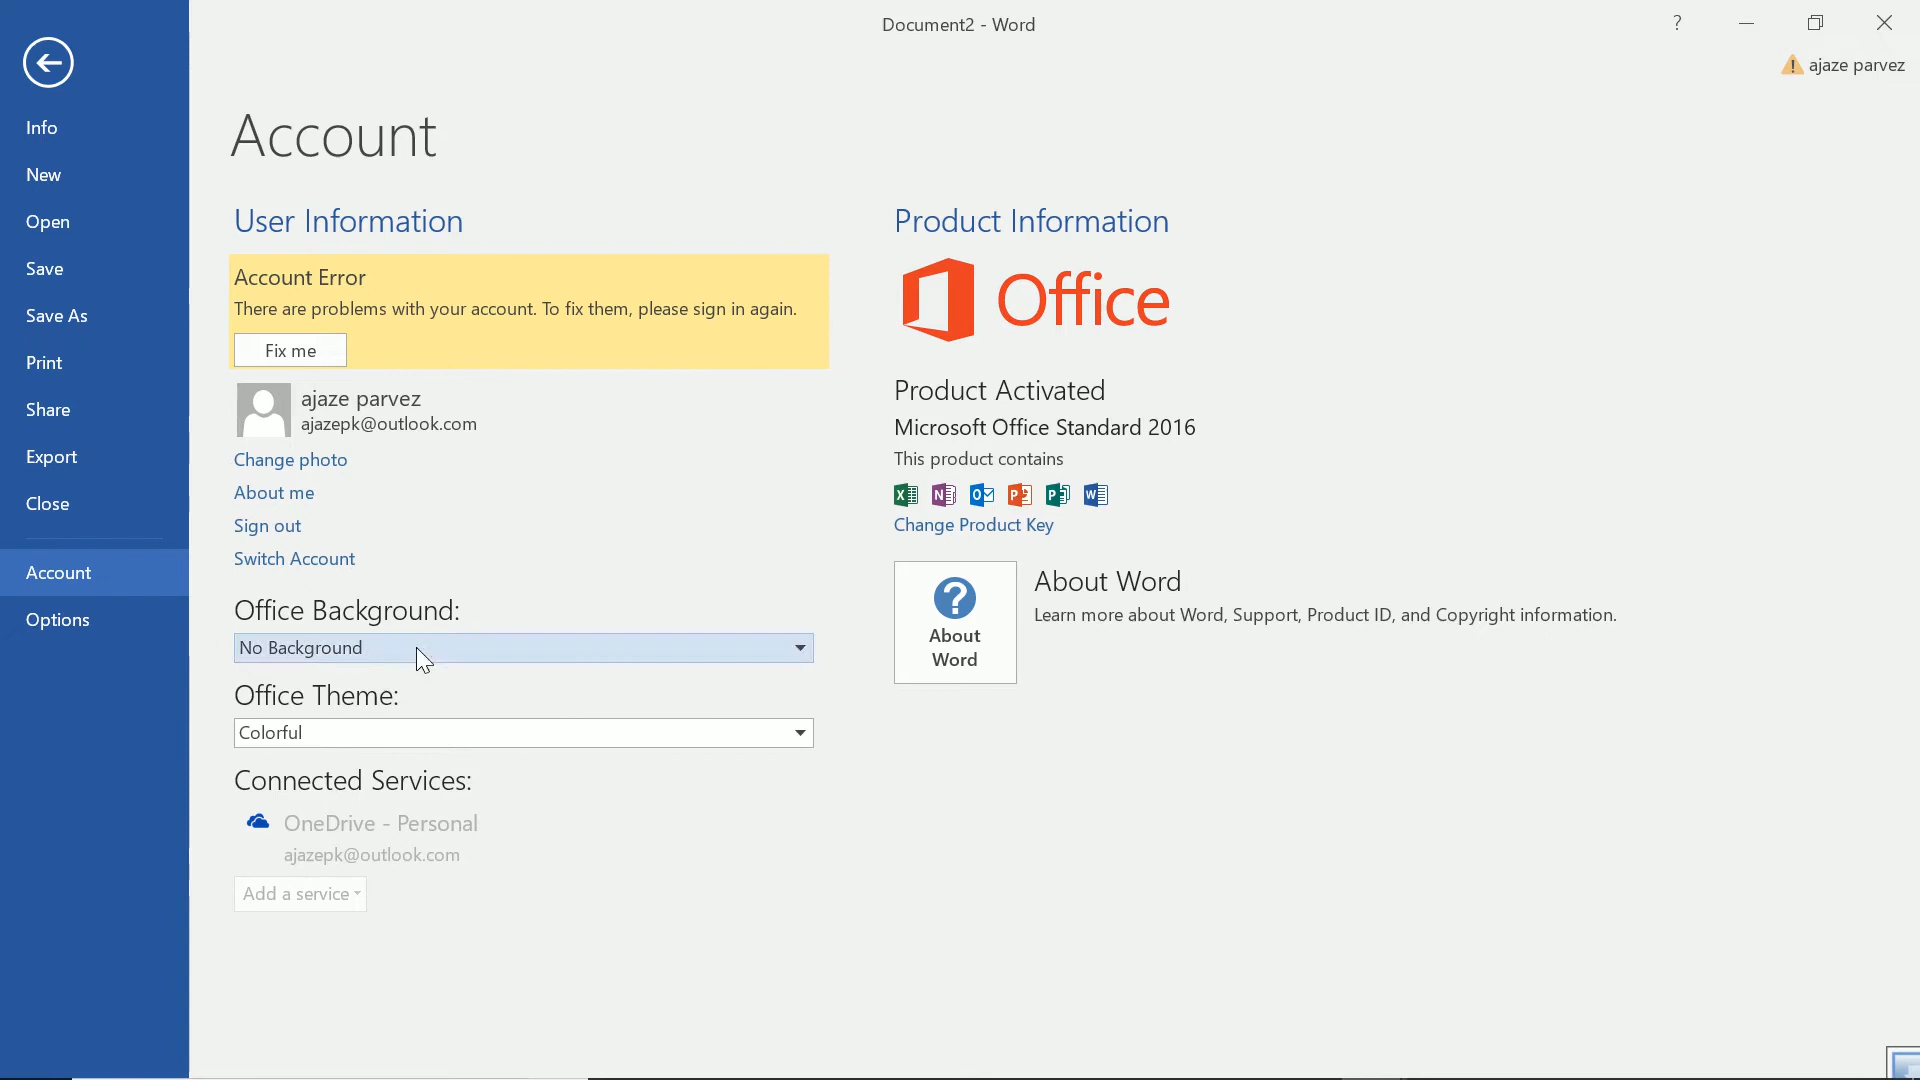 Document2 - Word
?
ajaze parvez
Info
New
Open
Save
Save As
Print
Share
Export
Close
Account
Options
Account
User Information
Account Error
There are problems with your account. To fix them, please sign in again.
Fix me
ajaze parvez
ajazepk@outlook.com
Change photo
About me
Sign out
Switch Account
Office Background:
No Background
Office Theme:
Colorful
Connected Services:
OneDrive - Personal
ajazepk@outlook.com
Add a service
Product Information
Office
Product Activated
Microsoft Office Standard 2016
This product contains
Change Product Key
About
Word
About Word
Learn more about Word, Support, Product ID, and Copyright information.